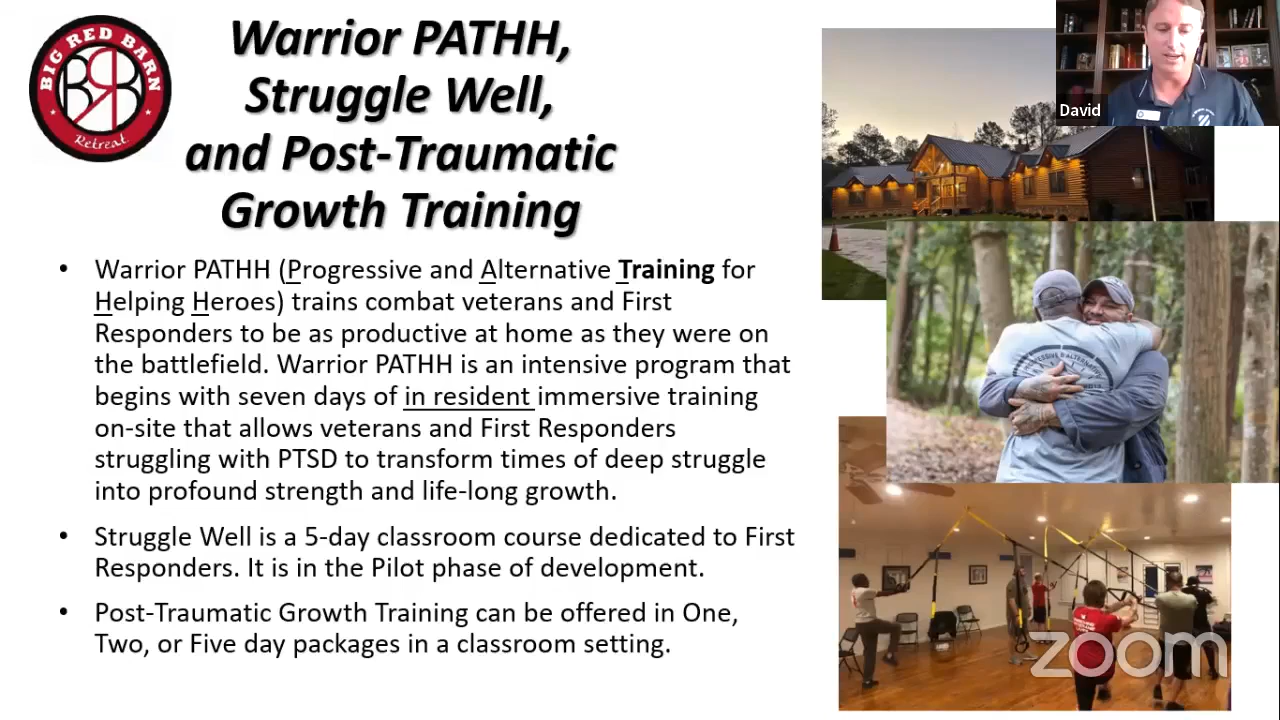 BIG RED BARN
Retreat
Warrior PATHH,
Struggle Well,
and Post-Traumatic
Growth Training
David
• Warrior PATHH (Progressive and Alternative Training for
Helping Heroes) trains combat veterans and First
Responders to be as productive at home as they were on
the battlefield. Warrior PATHH is an intensive program that
begins with seven days of in resident immersive training
on-site that allows veterans and First Responders
struggling with PTSD to transform times of deep struggle
into profound strength and life-long growth.
• Struggle Well is a 5-day classroom course dedicated to First
Responders. It is in the Pilot phase of development.
• Post-Traumatic Growth Training can be offered in One,
Two, or Five day packages in a classroom setting.
zoom